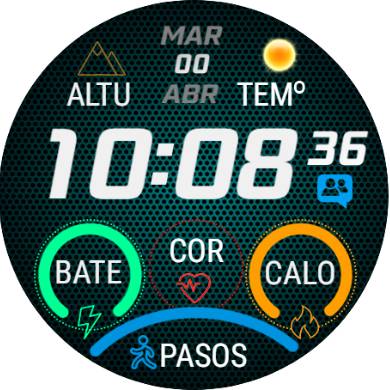 MAR
00
ABR
ALTU
TEMº
10:08
36
BATE
COR
CALO
PASOS